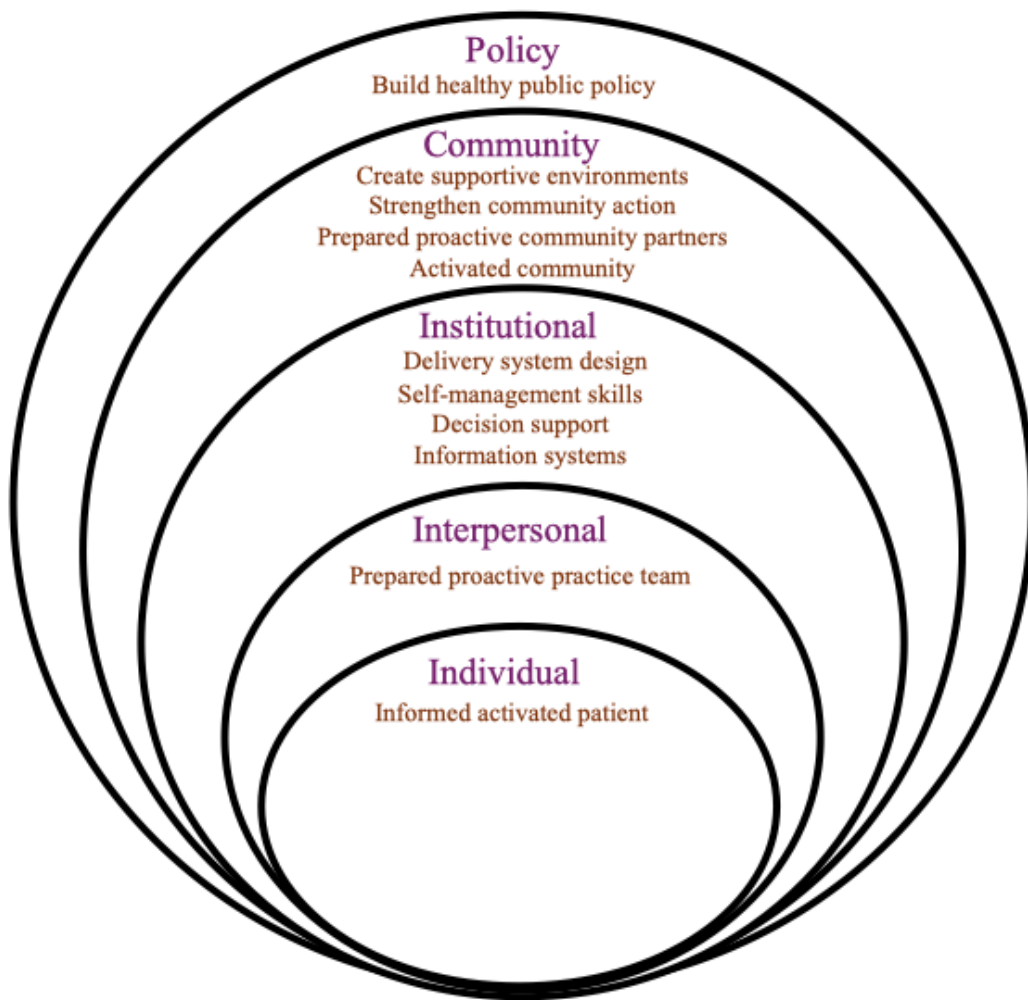 Policy
Build healthy public policy
Community
Create supportive environments
Strengthen community action
Prepared proactive community partners
Activated community
Institutional
Delivery system design
Self-management skills
Decision support
Information systems
Interpersonal
Prepared proactive practice team
Individual
Informed activated patient